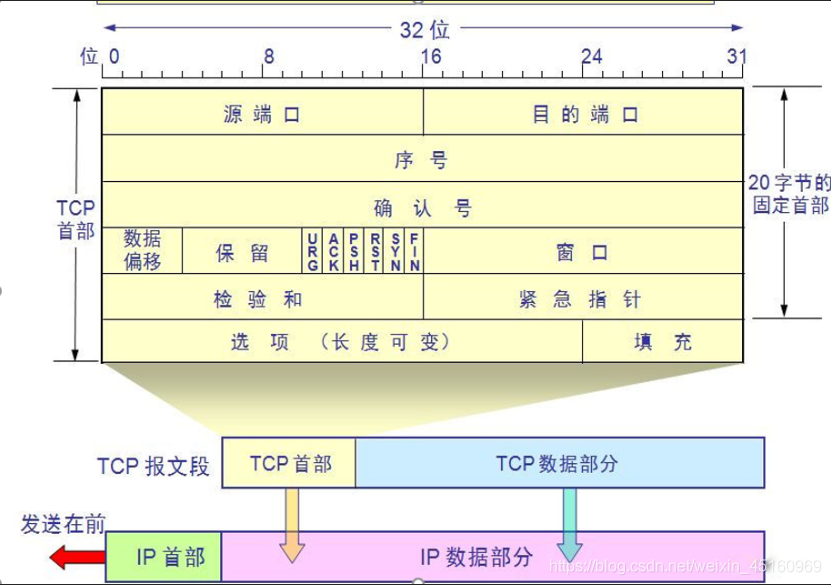 32 位
位 0 8 16 24 31
源 端 口 目 的 端 口
序 号
20 字节的
固定首部
TCP
首部
确 认 号
数据
偏移
保 留
URG
ACK
PSH
RST
SYN
FIN
窗 口
检 验 和 紧 急 指 针
选 项 (长 度 可 变) 填 充
TCP 报文段 TCP 首部 TCP 数据部分
发送在前
IP 首部 IP 数据部分
https://blog.csdn.net/weixin_45160969